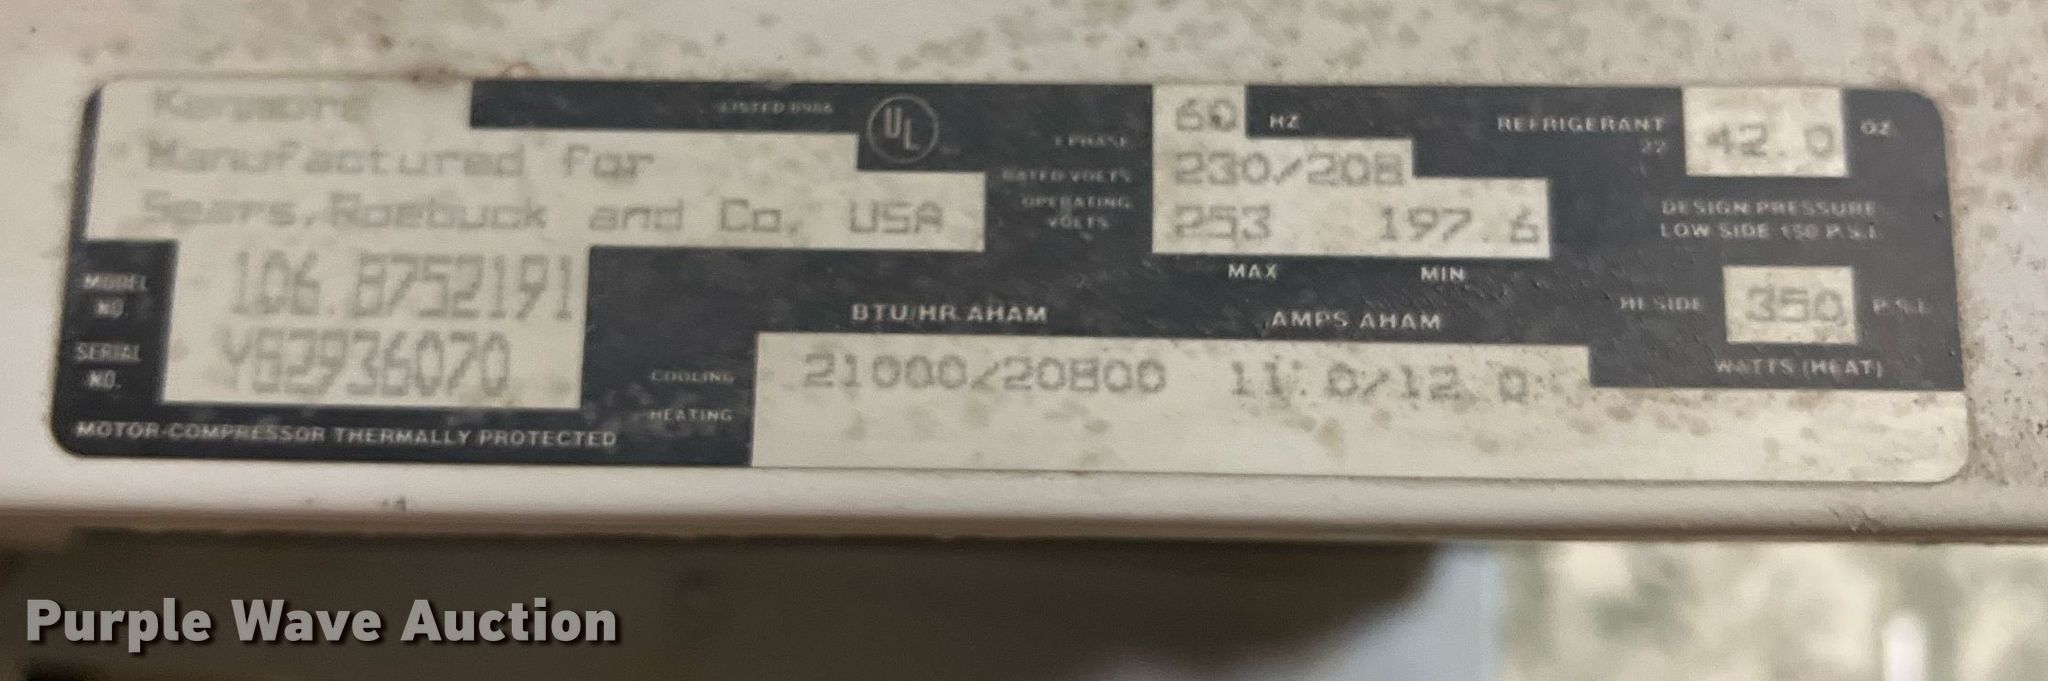 Kenmore
Manufactured for
Sears, Roebuck and Co. USA
LISTED 898A
UL
1 PHASE 60 HZ
RATED VOLTS 230/208
OPERATING VOLTS 253 197.6
MAX MIN
REFRIGERANT 22 42.0 OZ.
DESIGN PRESSURE
LOW SIDE 150 P.S.I.
HI SIDE 350 P.S.I.
MODEL NO. 106.8752191
SERIAL NO.
BTU/HR. AHAM AMPS AHAM
WATTS (HEAT)
COOLING 21000/20800 11.0/12.0
HEATING
MOTOR-COMPRESSOR THERMALLY PROTECTED
Purple Wave Auction